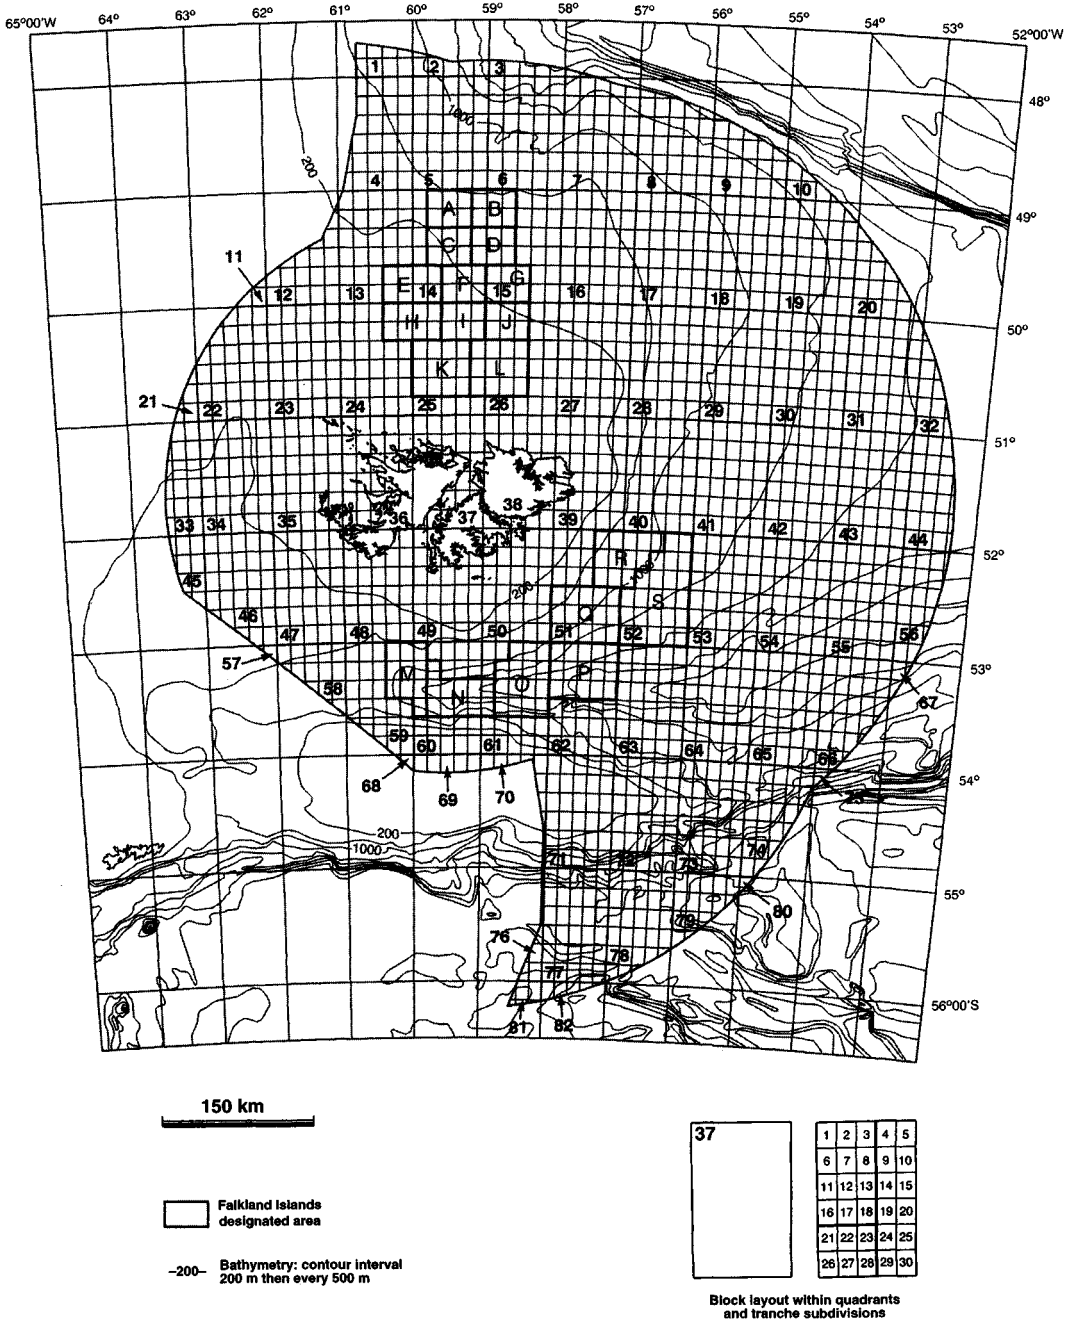 65°00'W 64° 63° 62° 61° 60° 59° 58° 57° 56° 55° 54° 53° 52°00'W
1 2 3
48°
1000
200
4 5 6 7 8 9 10
A B
49°
C D
11
E F G
12 13 14 15 16 17 18 19 20
H I J
50°
K L
21 22 23 24 25 26 27 28 29 30 31 32
51°
38
33 34 35 36 37 39 40 41 42 43 44
52°
R
45
1000
200
Q S
46
47 48 49 50 51 52 53 54 55 56
57
M P
53°
58 N O
67
59 60 61 62 63 64 65 66
68 69 70
54°
75
200
1000
71 72 73 74
55°
80
79
76
78
77
81 82
56°00'S
150 km
37
1 2 3 4 5
6 7 8 9 10
11 12 13 14 15
16 17 18 19 20
21 22 23 24 25
26 27 28 29 30
Falkland Islands
designated area
–200– Bathymetry: contour interval
200 m then every 500 m
Block layout within quadrants
and tranche subdivisions